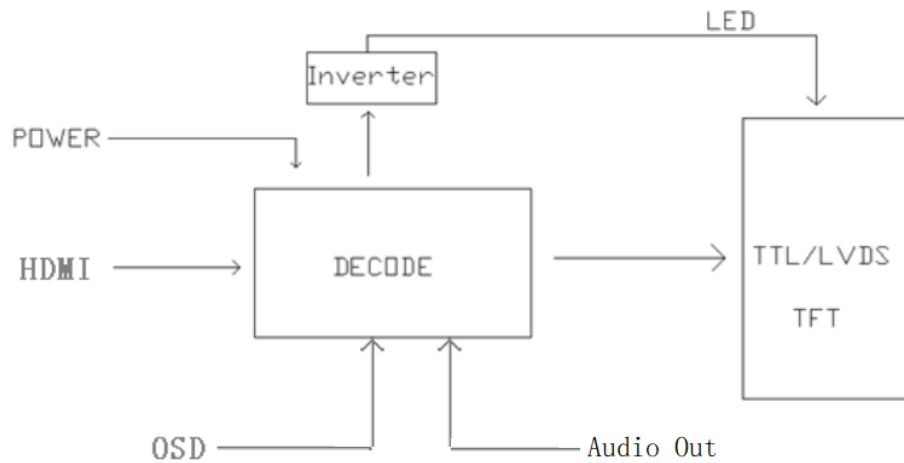 LED
Inverter
POWER
HDMI
DECODE
TTL/LVDS
TFT
OSD
Audio Out